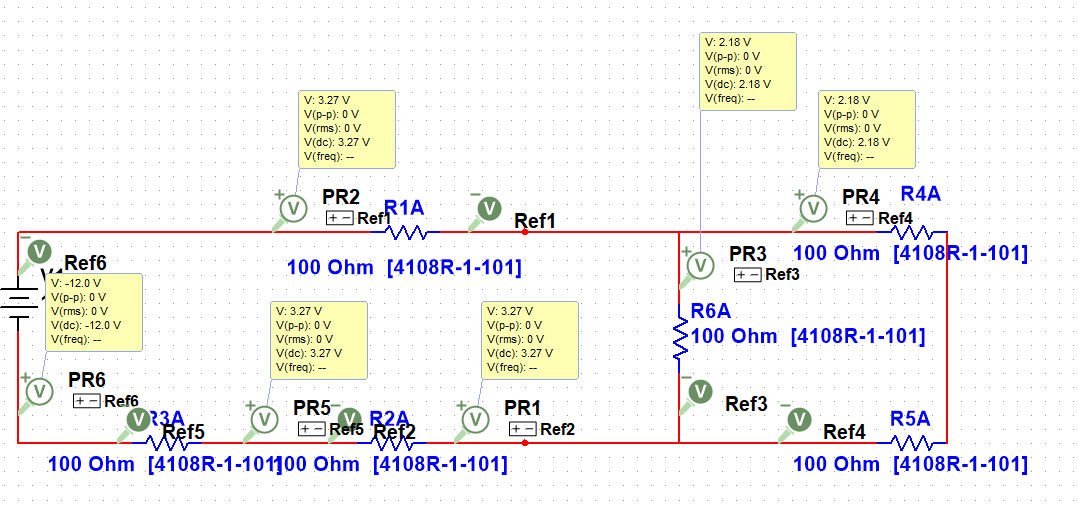 V: 2.18 V
V(p-p): 0 V
V(rms): 0 V
V(dc): 2.18 V
V(freq): --
V: 3.27 V
V(p-p): 0 V
V(rms): 0 V
V(dc): 3.27 V
V(freq): --
V: 2.18 V
V(p-p): 0 V
V(rms): 0 V
V(dc): 2.18 V
V(freq): --
+ V PR2
+ - Ref1
R1A
- V Ref1
100 Ohm [4108R-1-101]
+ V PR4
+ - Ref4
R4A
100 Ohm [4108R-1-101]
+ V PR3
+ - Ref3
- V Ref6
V: -12.0 V
V(p-p): 0 V
V(rms): 0 V
V(dc): -12.0 V
V(freq): --
V: 3.27 V
V(p-p): 0 V
V(rms): 0 V
V(dc): 3.27 V
V(freq): --
V: 3.27 V
V(p-p): 0 V
V(rms): 0 V
V(dc): 3.27 V
V(freq): --
R6A
100 Ohm [4108R-1-101]
+ V PR6
+ - Ref6
- V Ref3
- V R3A
Ref5
+ V PR5
+ - Ref5
- V R2A
Ref2
+ V PR1
+ - Ref2
- V Ref4
R5A
100 Ohm [4108R-1-101]
100 Ohm [4108R-1-101]
100 Ohm [4108R-1-101]